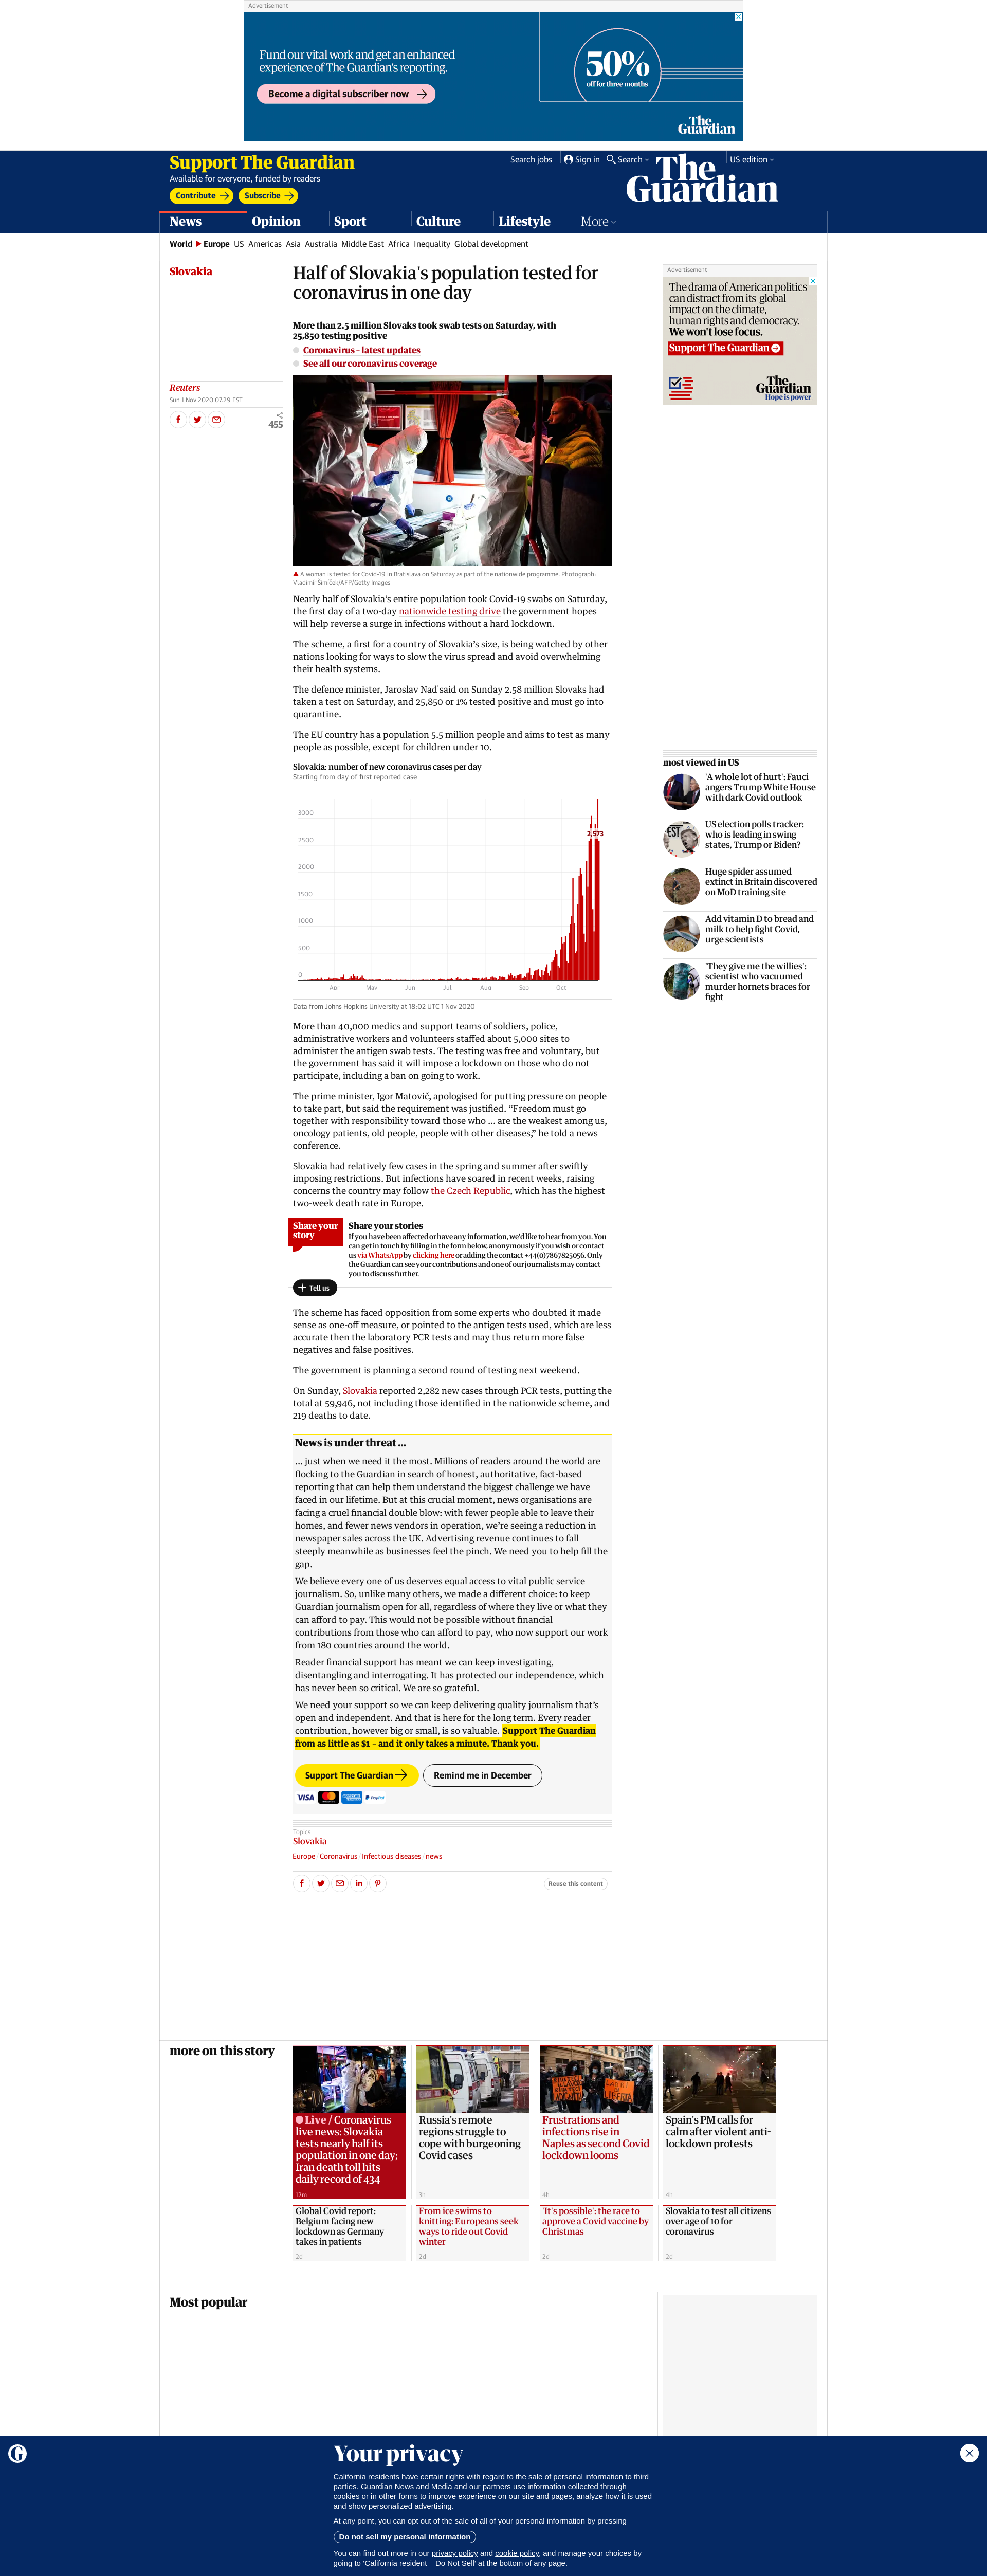 Advertisement
Fund our vital work and get an enhanced
experience of The Guardian's reporting.
Become a digital subscriber now
50%
off for three months
The
Guardian
Support The Guardian
Available for everyone, funded by readers
Contribute
Subscribe
Search jobs
Sign in
Search
US edition
The
Guardian
News
Opinion
Sport
Culture
Lifestyle
More
World Europe US Americas Asia Australia Middle East Africa Inequality Global development
Slovakia
Half of Slovakia's population tested for
coronavirus in one day
More than 2.5 million Slovaks took swab tests on Saturday, with
25,850 testing positive
Coronavirus – latest updates
See all our coronavirus coverage
Reuters
Sun 1 Nov 2020 07.29 EST
455
Advertisement
The drama of American politics
can distract from its global
impact on the climate,
human rights and democracy.
We won't lose focus.
Support The Guardian
The
Guardian
Hope is power
A woman is tested for Covid-19 in Bratislava on Saturday as part of the nationwide programme. Photograph:
Vladimír Šimíček/AFP/Getty Images
Nearly half of Slovakia's entire population took Covid-19 swabs on Saturday,
the first day of a two-day nationwide testing drive the government hopes
will help reverse a surge in infections without a hard lockdown.
The scheme, a first for a country of Slovakia's size, is being watched by other
nations looking for ways to slow the virus spread and avoid overwhelming
their health systems.
The defence minister, Jaroslav Naď said on Sunday 2.58 million Slovaks had
taken a test on Saturday, and 25,850 or 1% tested positive and must go into
quarantine.
The EU country has a population 5.5 million people and aims to test as many
people as possible, except for children under 10.
Slovakia: number of new coronavirus cases per day
Starting from day of first reported case
3000
2500
2000
1500
1000
500
0
2,573
Apr
May
Jun
Jul
Aug
Sep
Oct
Data from Johns Hopkins University at 18:02 UTC 1 Nov 2020
most viewed in US
'A whole lot of hurt': Fauci
angers Trump White House
with dark Covid outlook
US election polls tracker:
who is leading in swing
states, Trump or Biden?
Huge spider assumed
extinct in Britain discovered
on MoD training site
Add vitamin D to bread and
milk to help fight Covid,
urge scientists
'They give me the willies':
scientist who vacuumed
murder hornets braces for
fight
More than 40,000 medics and support teams of soldiers, police,
administrative workers and volunteers staffed about 5,000 sites to
administer the antigen swab tests. The testing was free and voluntary, but
the government has said it will impose a lockdown on those who do not
participate, including a ban on going to work.
The prime minister, Igor Matovič, apologised for putting pressure on people
to take part, but said the requirement was justified. "Freedom must go
together with responsibility toward those who ... are the weakest among us,
oncology patients, old people, people with other diseases," he told a news
conference.
Slovakia had relatively few cases in the spring and summer after swiftly
imposing restrictions. But infections have soared in recent weeks, raising
concerns the country may follow the Czech Republic, which has the highest
two-week death rate in Europe.
Share your
story
Share your stories
If you have been affected or have any information, we'd like to hear from you. You
can get in touch by filling in the form below, anonymously if you wish or contact
us via WhatsApp by clicking here or adding the contact +44(0)7867825056. Only
the Guardian can see your contributions and one of our journalists may contact
you to discuss further.
Tell us
The scheme has faced opposition from some experts who doubted it made
sense as one-off measure, or pointed to the antigen tests used, which are less
accurate then the laboratory PCR tests and may thus return more false
negatives and false positives.
The government is planning a second round of testing next weekend.
On Sunday, Slovakia reported 2,282 new cases through PCR tests, putting the
total at 59,946, not including those identified in the nationwide scheme, and
219 deaths to date.
News is under threat ...
... just when we need it the most. Millions of readers around the world are
flocking to the Guardian in search of honest, authoritative, fact-based
reporting that can help them understand the biggest challenge we have
faced in our lifetime. But at this crucial moment, news organisations are
facing a cruel financial double blow: with fewer people able to leave their
homes, and fewer news vendors in operation, we're seeing a reduction in
newspaper sales across the UK. Advertising revenue continues to fall
steeply meanwhile as businesses feel the pinch. We need you to help fill the
gap.
We believe every one of us deserves equal access to vital public service
journalism. So, unlike many others, we made a different choice: to keep
Guardian journalism open for all, regardless of where they live or what they
can afford to pay. This would not be possible without financial
contributions from those who can afford to pay, who now support our work
from 180 countries around the world.
Reader financial support has meant we can keep investigating,
disentangling and interrogating. It has protected our independence, which
has never been so critical. We are so grateful.
We need your support so we can keep delivering quality journalism that's
open and independent. And that is here for the long term. Every reader
contribution, however big or small, is so valuable. Support The Guardian
from as little as $1 – and it only takes a minute. Thank you.
Support The Guardian
Remind me in December
VISA
PayPal
Topics
Slovakia
Europe Coronavirus Infectious diseases news
Reuse this content
more on this story
Live / Coronavirus
live news: Slovakia
tests nearly half its
population in one day;
Iran death toll hits
daily record of 434
12m
Russia's remote
regions struggle to
cope with burgeoning
Covid cases
3h
Frustrations and
infections rise in
Naples as second Covid
lockdown looms
4h
Spain's PM calls for
calm after violent anti-
lockdown protests
4h
Global Covid report:
Belgium facing new
lockdown as Germany
takes in patients
2d
From ice swims to
knitting: Europeans seek
ways to ride out Covid
winter
2d
'It's possible': the race to
approve a Covid vaccine by
Christmas
2d
Slovakia to test all citizens
over age of 10 for
coronavirus
2d
Most popular
Your privacy
California residents have certain rights with regard to the sale of personal information to third
parties. Guardian News and Media and our partners use information collected through
cookies or in other forms to improve experience on our site and pages, analyze how it is used
and show personalized advertising.
At any point, you can opt out of the sale of all of your personal information by pressing
Do not sell my personal information
You can find out more in our privacy policy and cookie policy, and manage your choices by
going to 'California resident – Do Not Sell' at the bottom of any page.